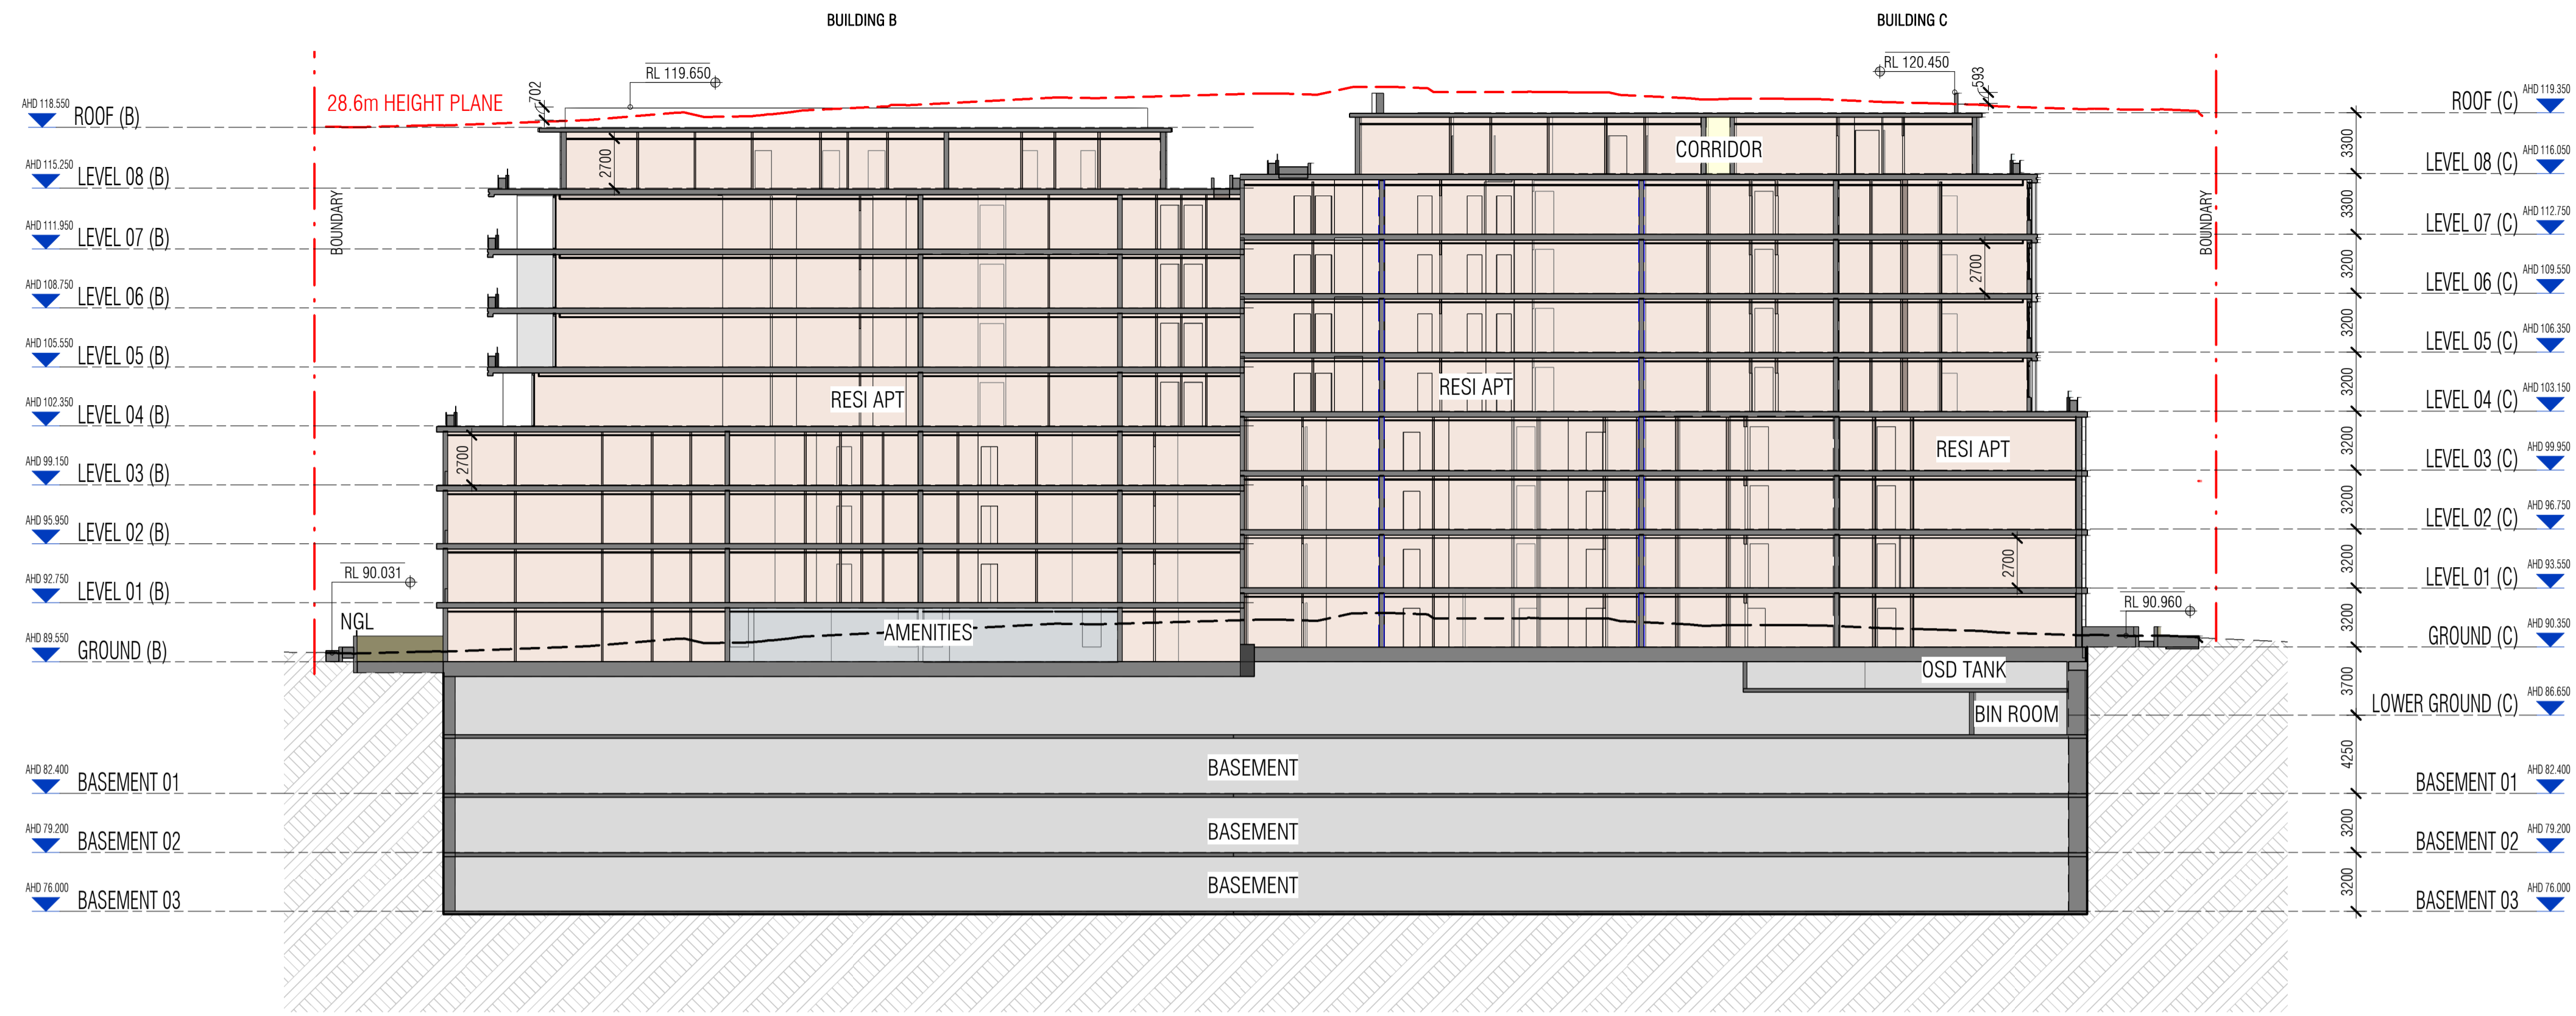 BUILDING B
BUILDING C
RL 119.650
RL 120.450
702
593
28.6m HEIGHT PLANE
AHD 118.550
ROOF (B)
AHD 115.250
LEVEL 08 (B)
AHD 111.950
LEVEL 07 (B)
AHD 108.750
LEVEL 06 (B)
AHD 105.550
LEVEL 05 (B)
AHD 102.350
LEVEL 04 (B)
AHD 99.150
LEVEL 03 (B)
AHD 95.950
LEVEL 02 (B)
AHD 92.750
LEVEL 01 (B)
AHD 89.550
GROUND (B)
AHD 82.400
BASEMENT 01
AHD 79.200
BASEMENT 02
AHD 76.000
BASEMENT 03
BOUNDARY
RL 90.031
NGL
2700
2700
RESI APT
AMENITIES
CORRIDOR
2700
RESI APT
RESI APT
2700
OSD TANK
BIN ROOM
BASEMENT
BASEMENT
BASEMENT
BOUNDARY
RL 90.960
3300
3300
3200
3200
3200
3200
3200
3200
3200
3700
4250
3200
3200
AHD 119.350
ROOF (C)
AHD 116.050
LEVEL 08 (C)
AHD 112.750
LEVEL 07 (C)
AHD 109.550
LEVEL 06 (C)
AHD 106.350
LEVEL 05 (C)
AHD 103.150
LEVEL 04 (C)
AHD 99.950
LEVEL 03 (C)
AHD 96.750
LEVEL 02 (C)
AHD 93.550
LEVEL 01 (C)
AHD 90.350
GROUND (C)
AHD 86.650
LOWER GROUND (C)
AHD 82.400
BASEMENT 01
AHD 79.200
BASEMENT 02
AHD 76.000
BASEMENT 03